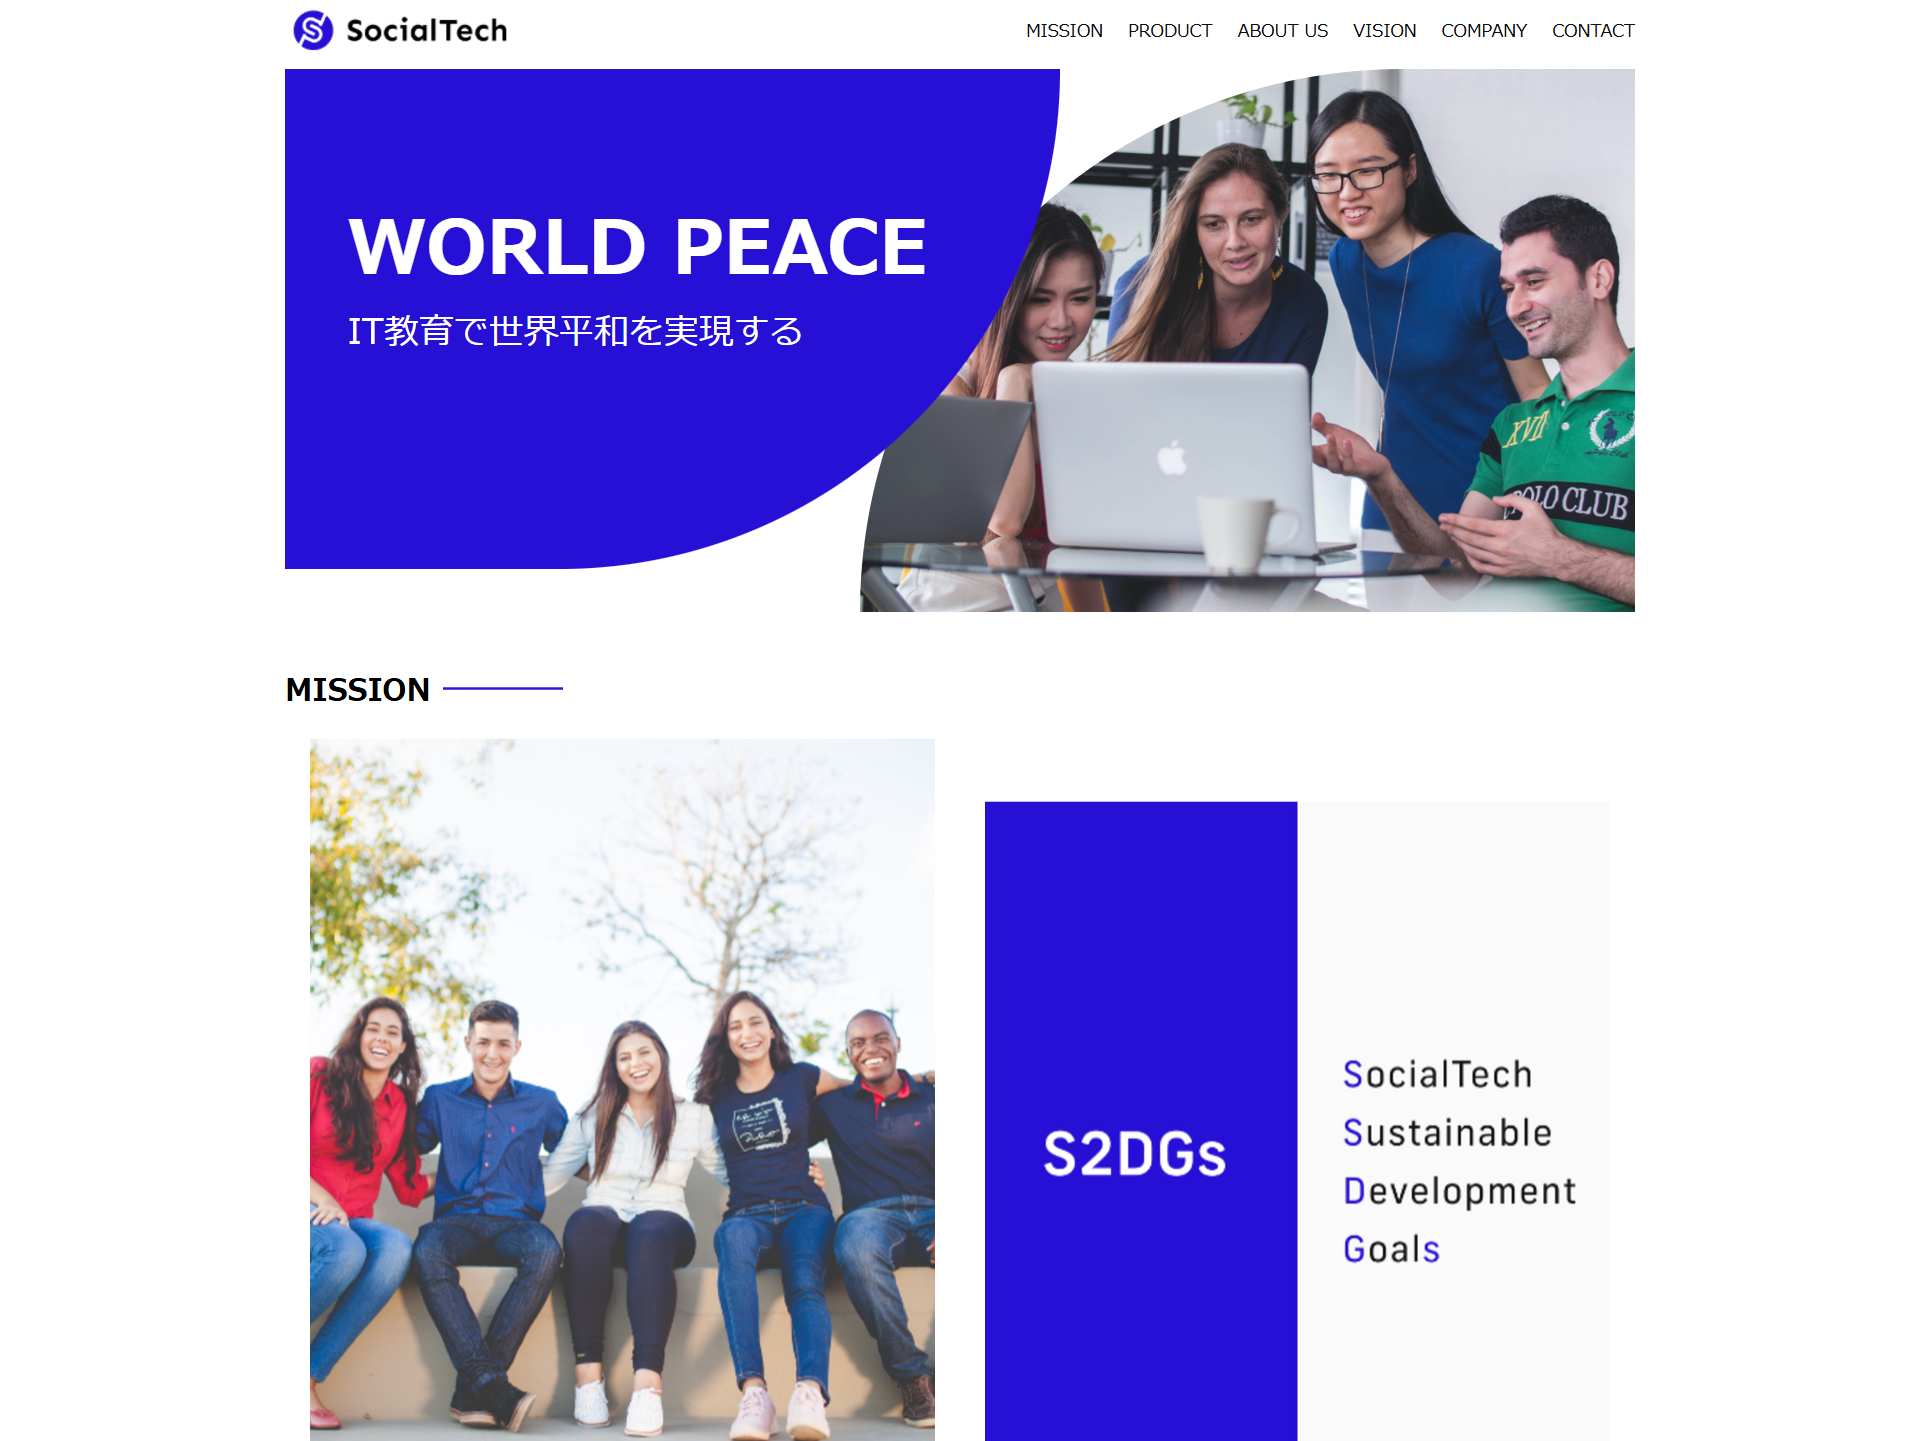 SocialTech
MISSION PRODUCT ABOUT US VISION COMPANY CONTACT
WORLD PEACE
IT教育で世界平和を実現する
XVII
POLO CLUB
MISSION
S2DGs
SocialTech
Sustainable
Development
Goals